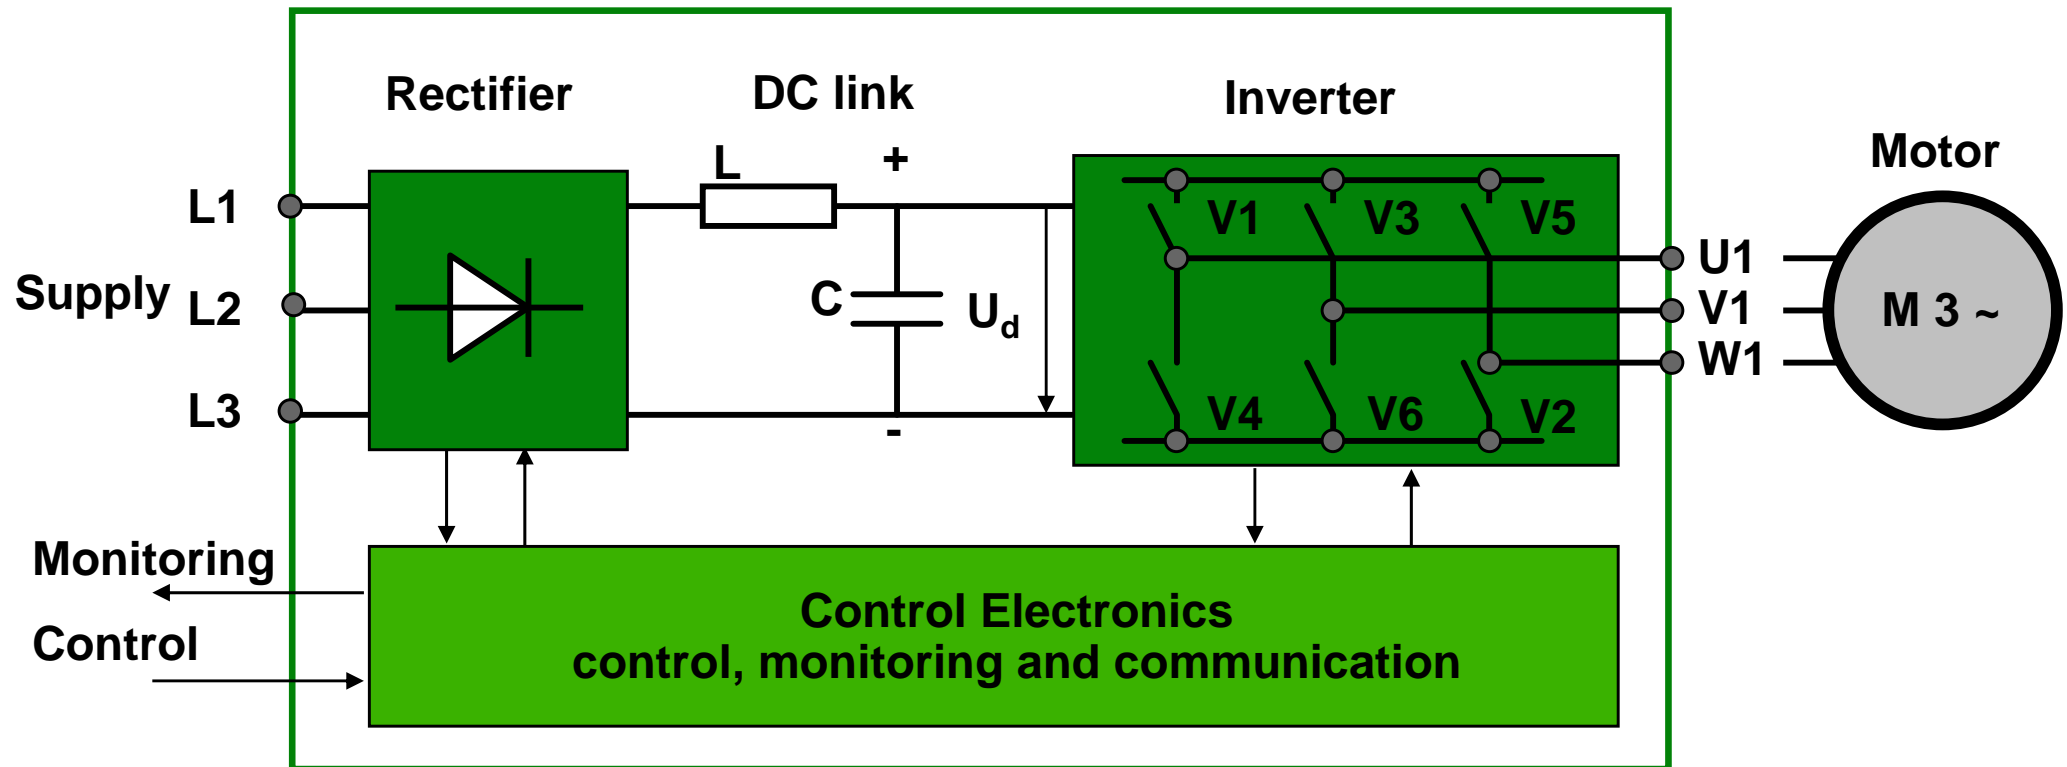 Rectifier
DC link
Inverter
Motor
L
+
L1
V1
V3
V5
Supply
L2
C
Ud
U1
V1
W1
M 3 ~
L3
-
V4
V6
V2
Monitoring
Control
Control Electronics
control, monitoring and communication